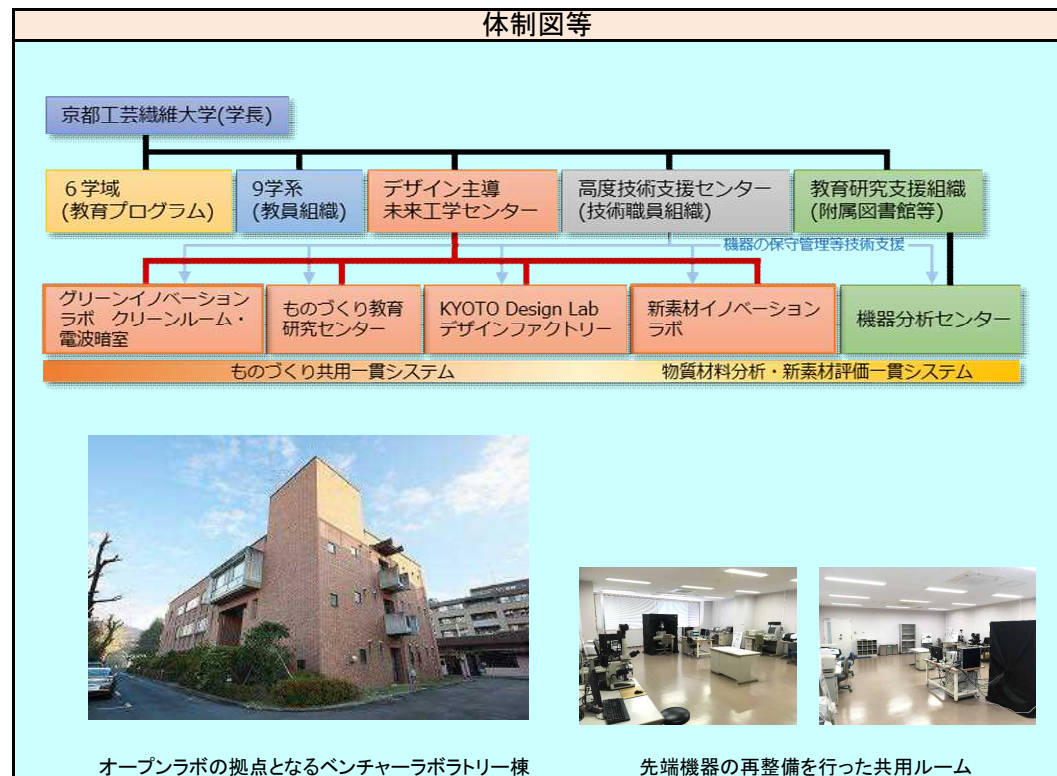 体制図等
京都工芸繊維大学(学長)
6学域
(教育プログラム)
9学系
(教員組織)
デザイン主導
未来工学センター
高度技術支援センター
(技術職員組織)
教育研究支援組織
(附属図書館等)
機器の保守管理等技術支援
グリーンイノベーション
ラボ クリーンルーム・
電波暗室
ものづくり教育
研究センター
KYOTO Design Lab
デザインファクトリー
新素材イノベーション
ラボ
機器分析センター
ものづくり共用一貫システム
物質材料分析・新素材評価一貫システム
オープンラボの拠点となるベンチャーラボラトリー棟
先端機器の再整備を行った共用ルーム